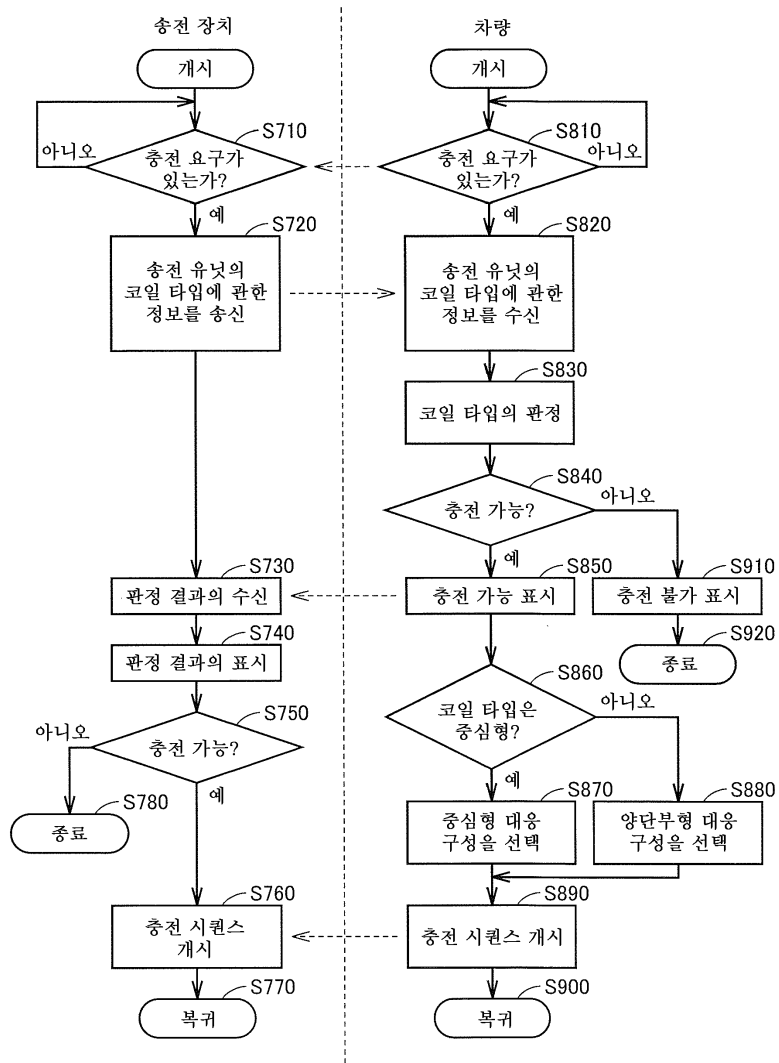 송전 장치
개시
S710
아니오
충전 요구가
있는가?
예
S720
송전 유닛의
코일 타입에 관한
정보를 송신
S730
판정 결과의 수신
S740
판정 결과의 표시
S750
아니오
충전 가능?
예
S780
종료
S760
충전 시퀀스
개시
S770
복귀
차량
개시
S810
충전 요구가
있는가?
아니오
예
S820
송전 유닛의
코일 타입에 관한
정보를 수신
S830
코일 타입의 판정
S840
충전 가능?
아니오
예
S850
충전 가능 표시
S910
충전 불가 표시
S920
종료
S860
코일 타입은
중심형?
아니오
예
S870
중심형 대응
구성을 선택
S880
양단부형 대응
구성을 선택
S890
충전 시퀀스 개시
S900
복귀